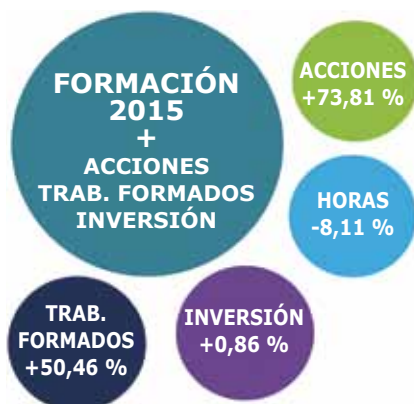 FORMACIÓN
2015
+
ACCIONES
TRAB. FORMADOS
INVERSIÓN
ACCIONES
+73,81 %
HORAS
-8,11 %
TRAB.
FORMADOS
+50,46 %
INVERSIÓN
+0,86 %